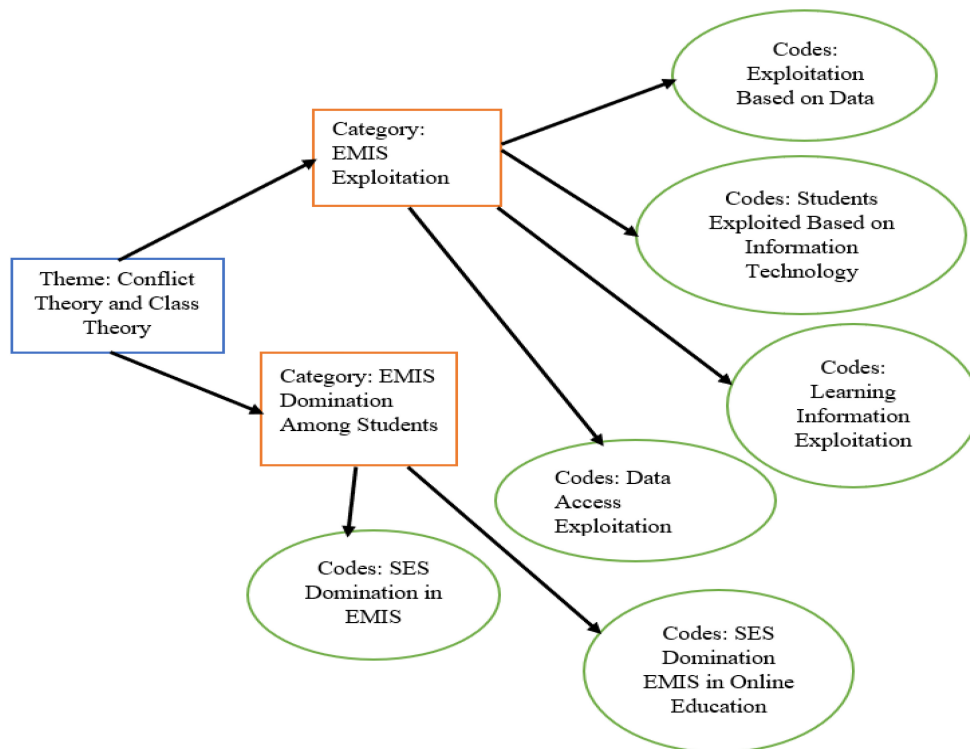 Codes:
Exploitation
Based on Data
Category:
EMIS
Exploitation
Codes: Students
Exploited Based on
Information
Technology
Theme: Conflict
Theory and Class
Theory
Category: EMIS
Domination
Among Students
Codes:
Learning
Information
Exploitation
Codes: Data
Access
Exploitation
Codes: SES
Domination in
EMIS
Codes: SES
Domination
EMIS in Online
Education